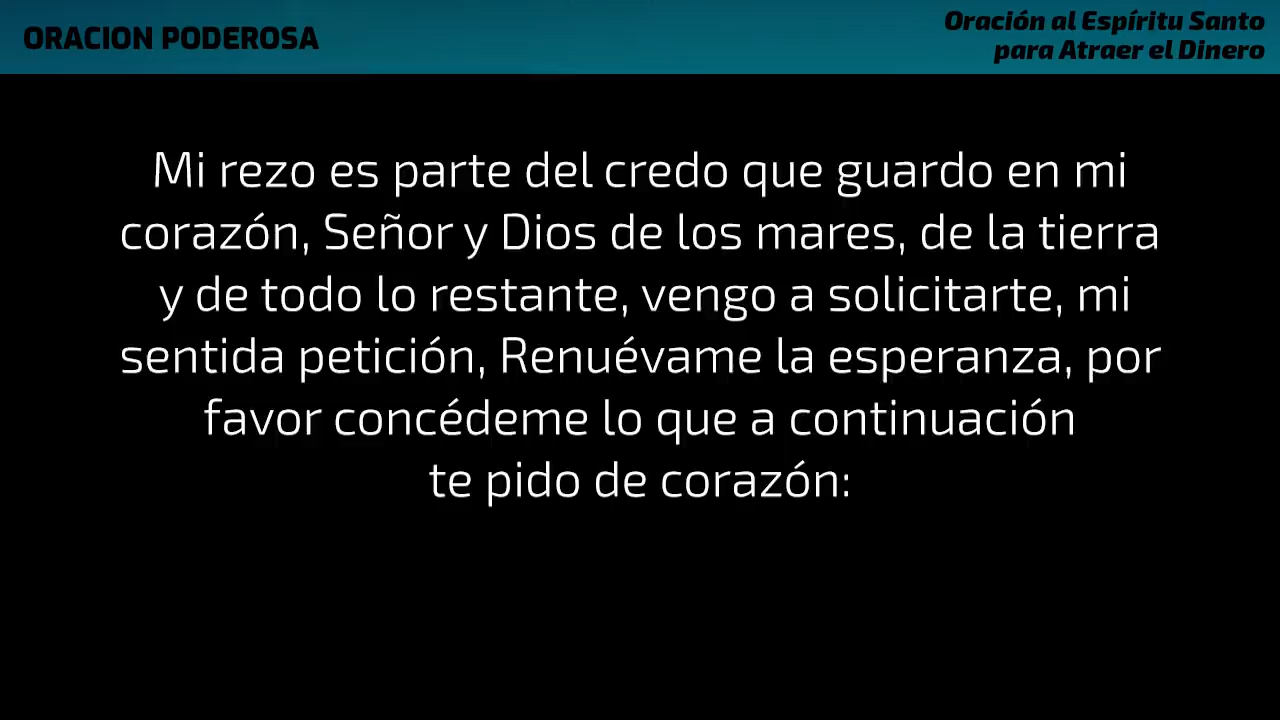 ORACION PODEROSA
Oración al Espíritu Santo
para Atraer el Dinero
Mi rezo es parte del credo que guardo en mi
corazón, Señor y Dios de los mares, de la tierra
y de todo lo restante, vengo a solicitarte, mi
sentida petición, Renuévame la esperanza, por
favor concédeme lo que a continuación
te pido de corazón: